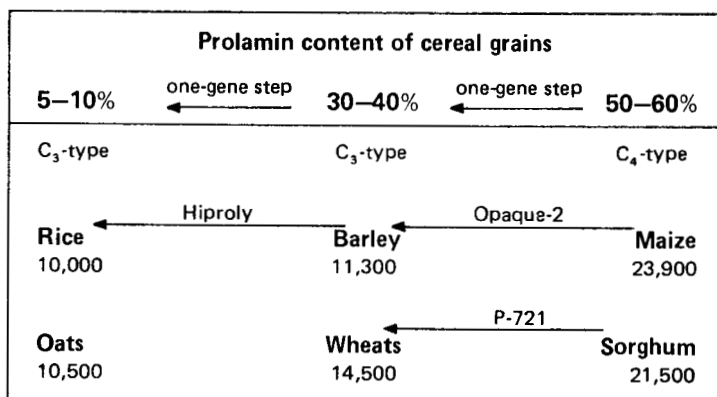 Prolamin content of cereal grains
5–10% one-gene step 30–40% one-gene step 50–60%
C₃-type C₃-type C₄-type
Hiproly Opaque-2
Rice Barley Maize
10,000 11,300 23,900
P-721
Oats Wheats Sorghum
10,500 14,500 21,500